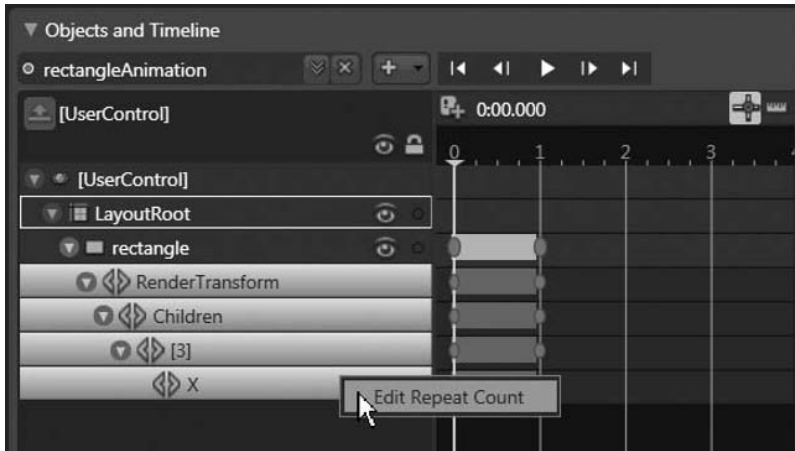 Objects and Timeline
rectangleAnimation
[UserControl]
0:00.000
0 1 2 3 4
[UserControl]
LayoutRoot
rectangle
RenderTransform
Children
[3]
X
Edit Repeat Count